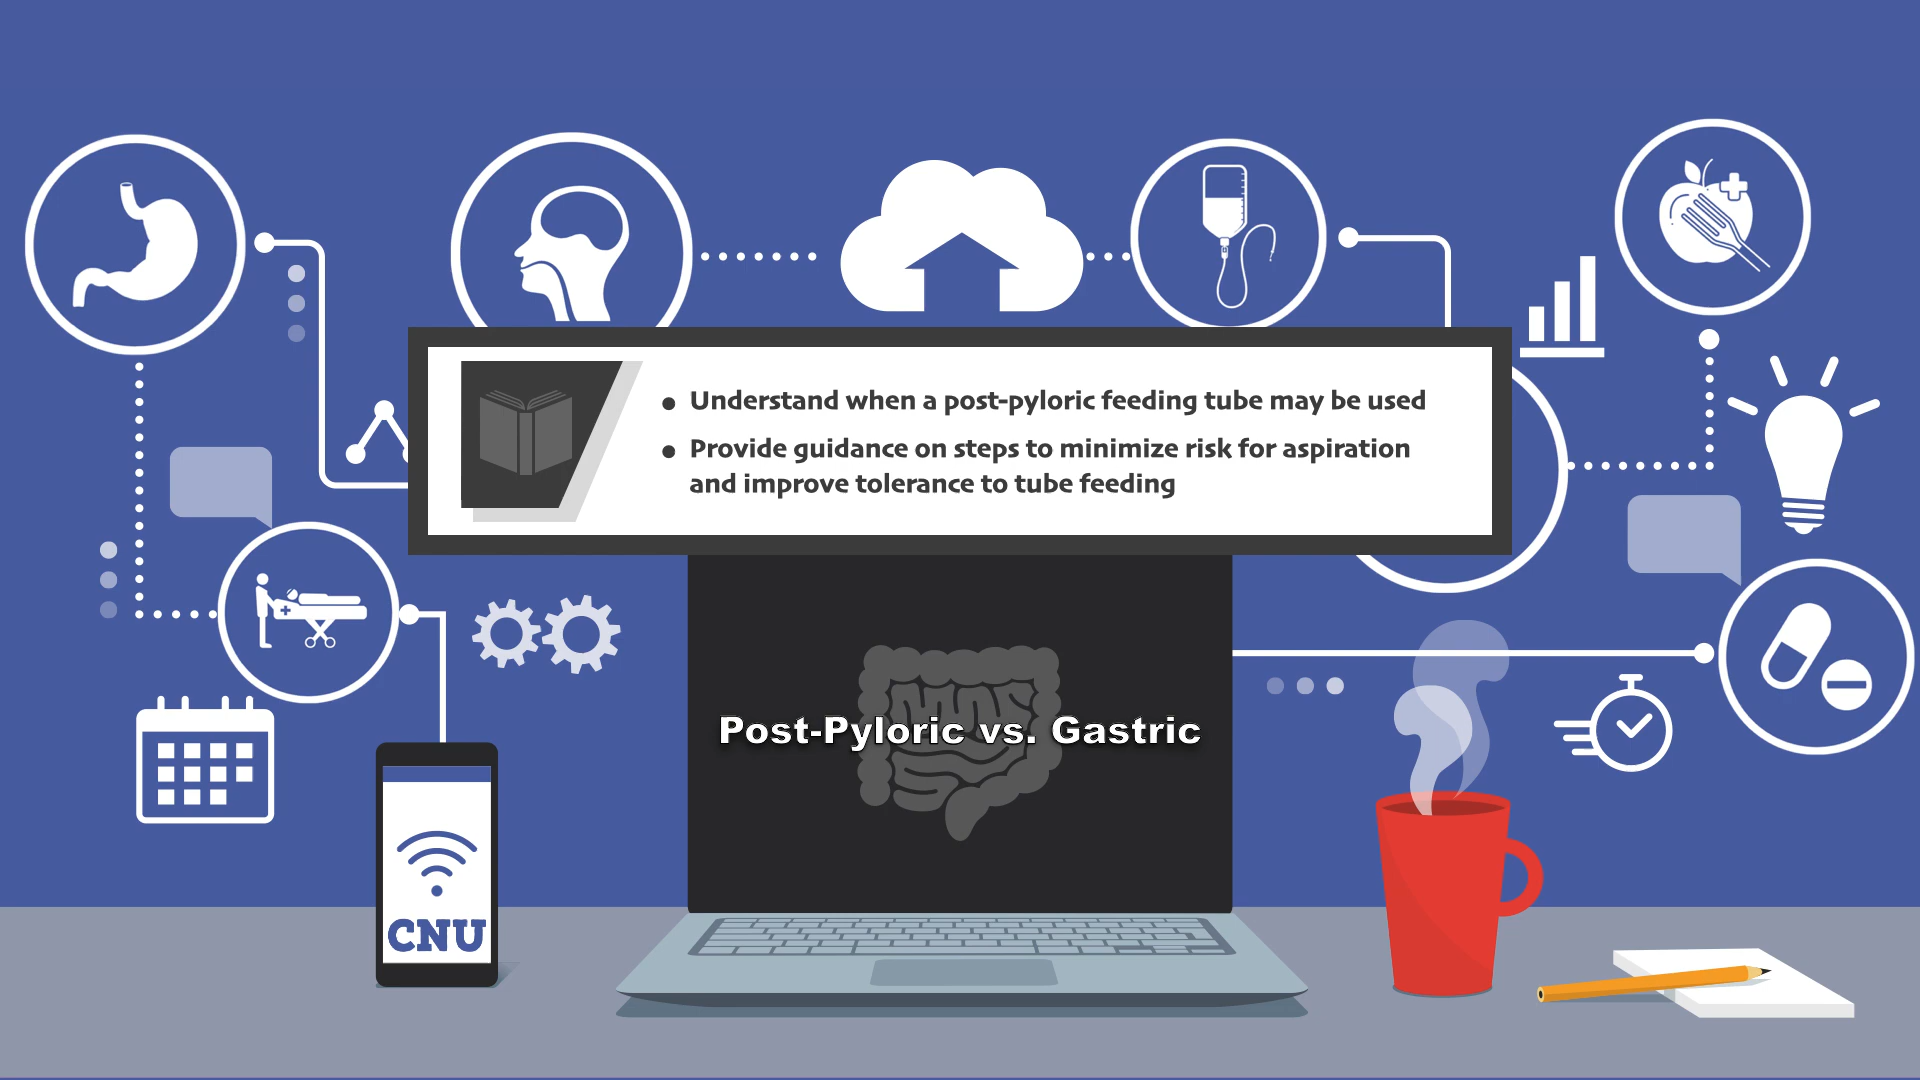 • Understand when a post-pyloric feeding tube may be used
• Provide guidance on steps to minimize risk for aspiration
and improve tolerance to tube feeding
Post-Pyloric vs. Gastric
CNU